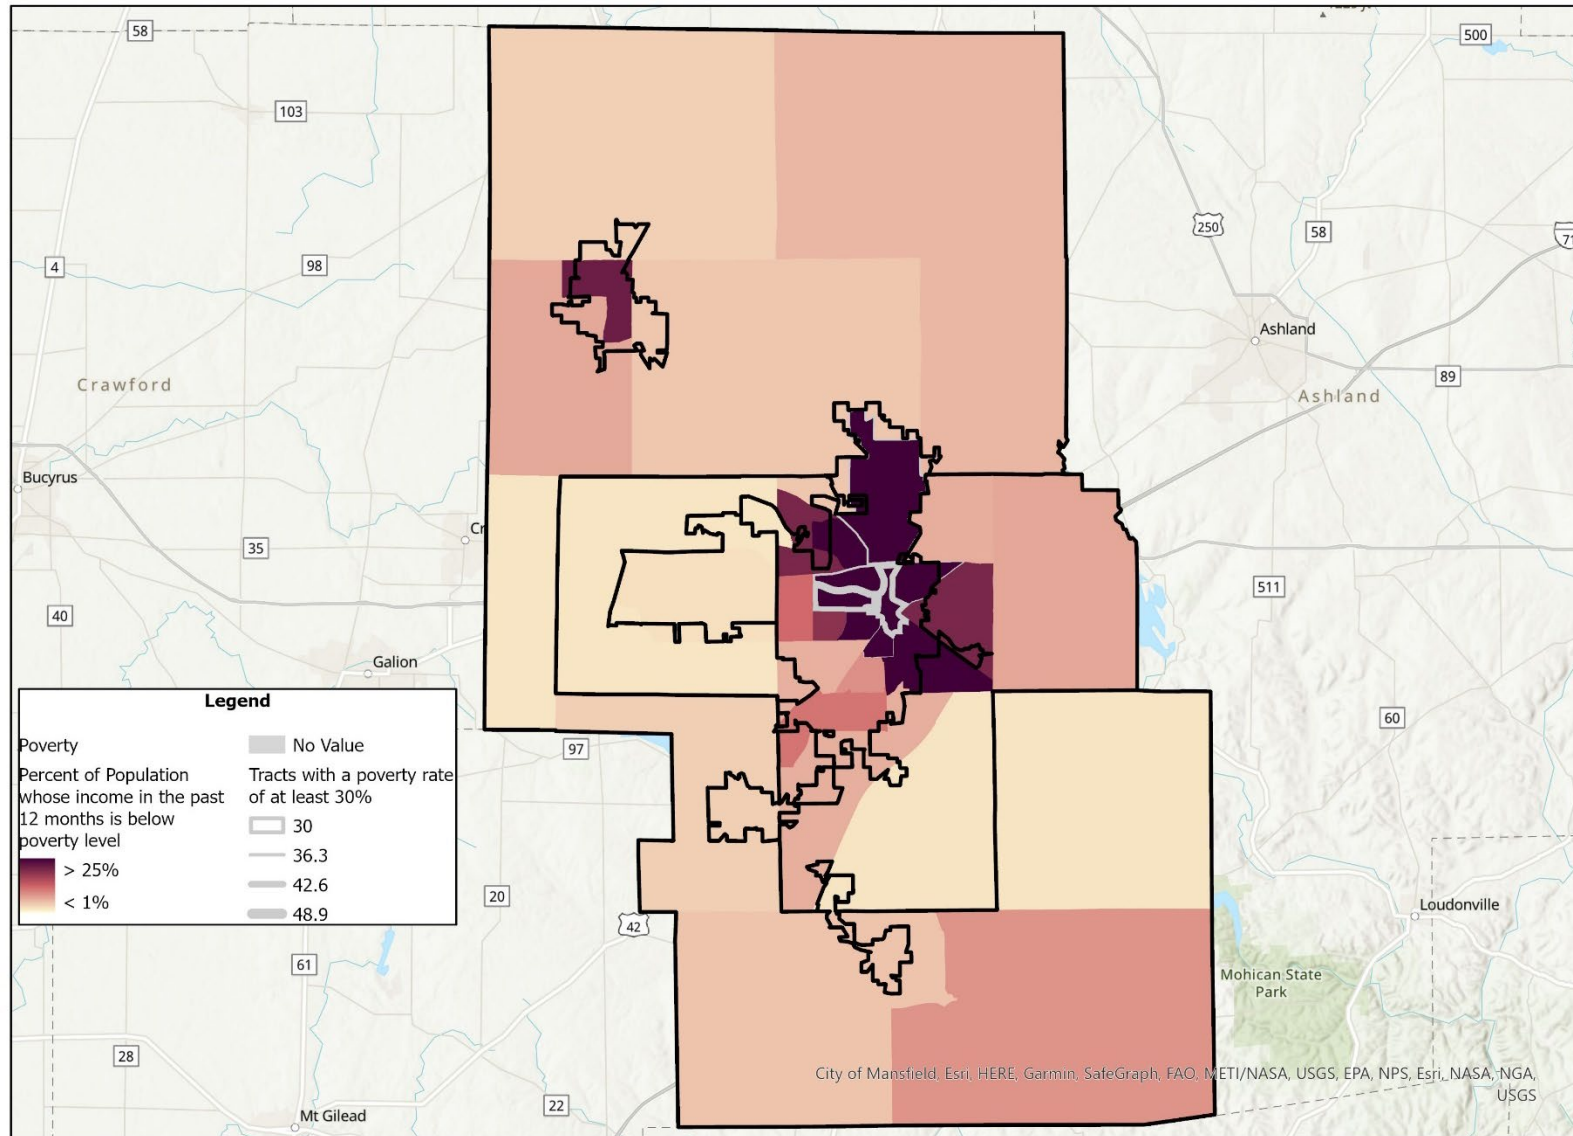 58
500
103
250
58
71
4
98
Ashland
Crawford
89
Ashland
Bucyrus
35
511
40
Galion
60
97
20
42
Loudonville
61
Mohican State
Park
28
22
Mt Gilead
Legend
Poverty
Percent of Population
whose income in the past
12 months is below
poverty level
> 25%
< 1%
No Value
Tracts with a poverty rate
of at least 30%
30
36.3
42.6
48.9
City of Mansfield, Esri, HERE, Garmin, SafeGraph, FAO, METI/NASA, USGS, EPA, NPS, Esri, NASA, NGA,
USGS